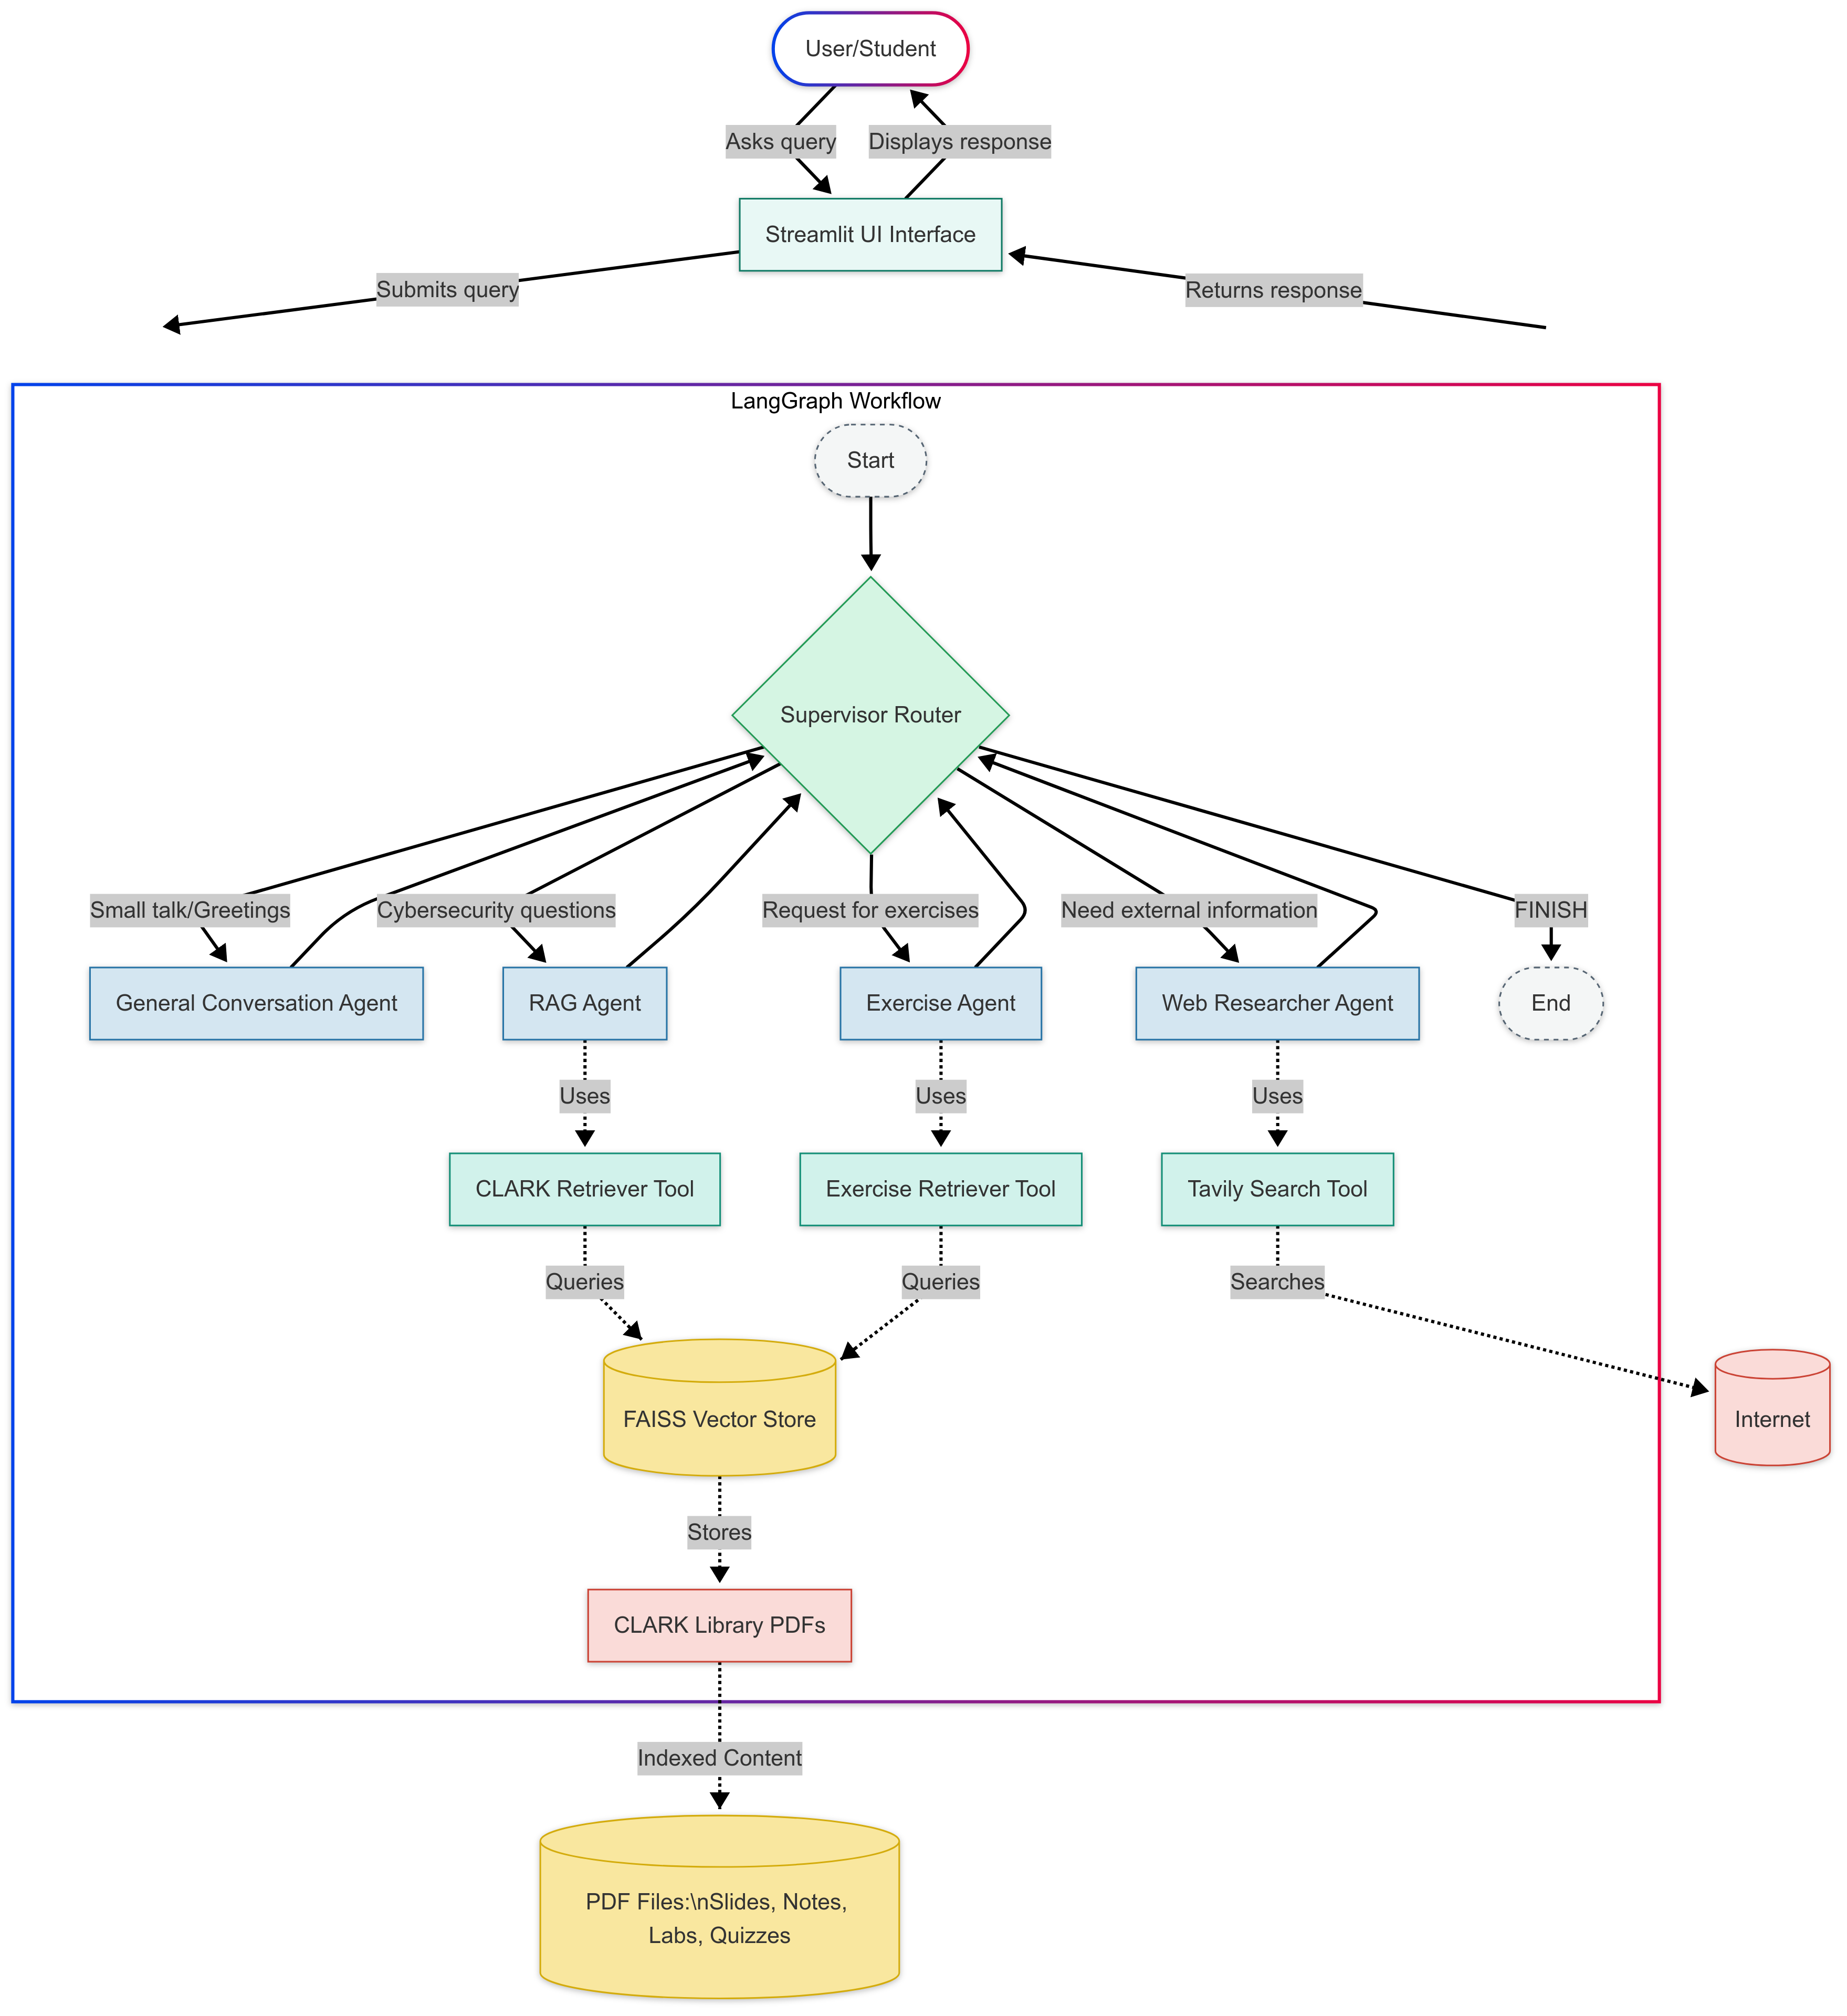 User/Student
Asks query
Displays response
Streamlit UI Interface
Submits query
Returns response
LangGraph Workflow
Start
Supervisor Router
Small talk/Greetings
Cybersecurity questions
Request for exercises
Need external information
FINISH
General Conversation Agent
RAG Agent
Exercise Agent
Web Researcher Agent
End
Uses
Uses
Uses
CLARK Retriever Tool
Exercise Retriever Tool
Tavily Search Tool
Queries
Queries
Searches
FAISS Vector Store
Internet
Stores
CLARK Library PDFs
Indexed Content
PDF Files:\nSlides, Notes,
Labs, Quizzes